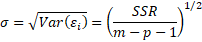 σ = √Var(εᵢ) = (SSR / (m − p − 1))^1/2